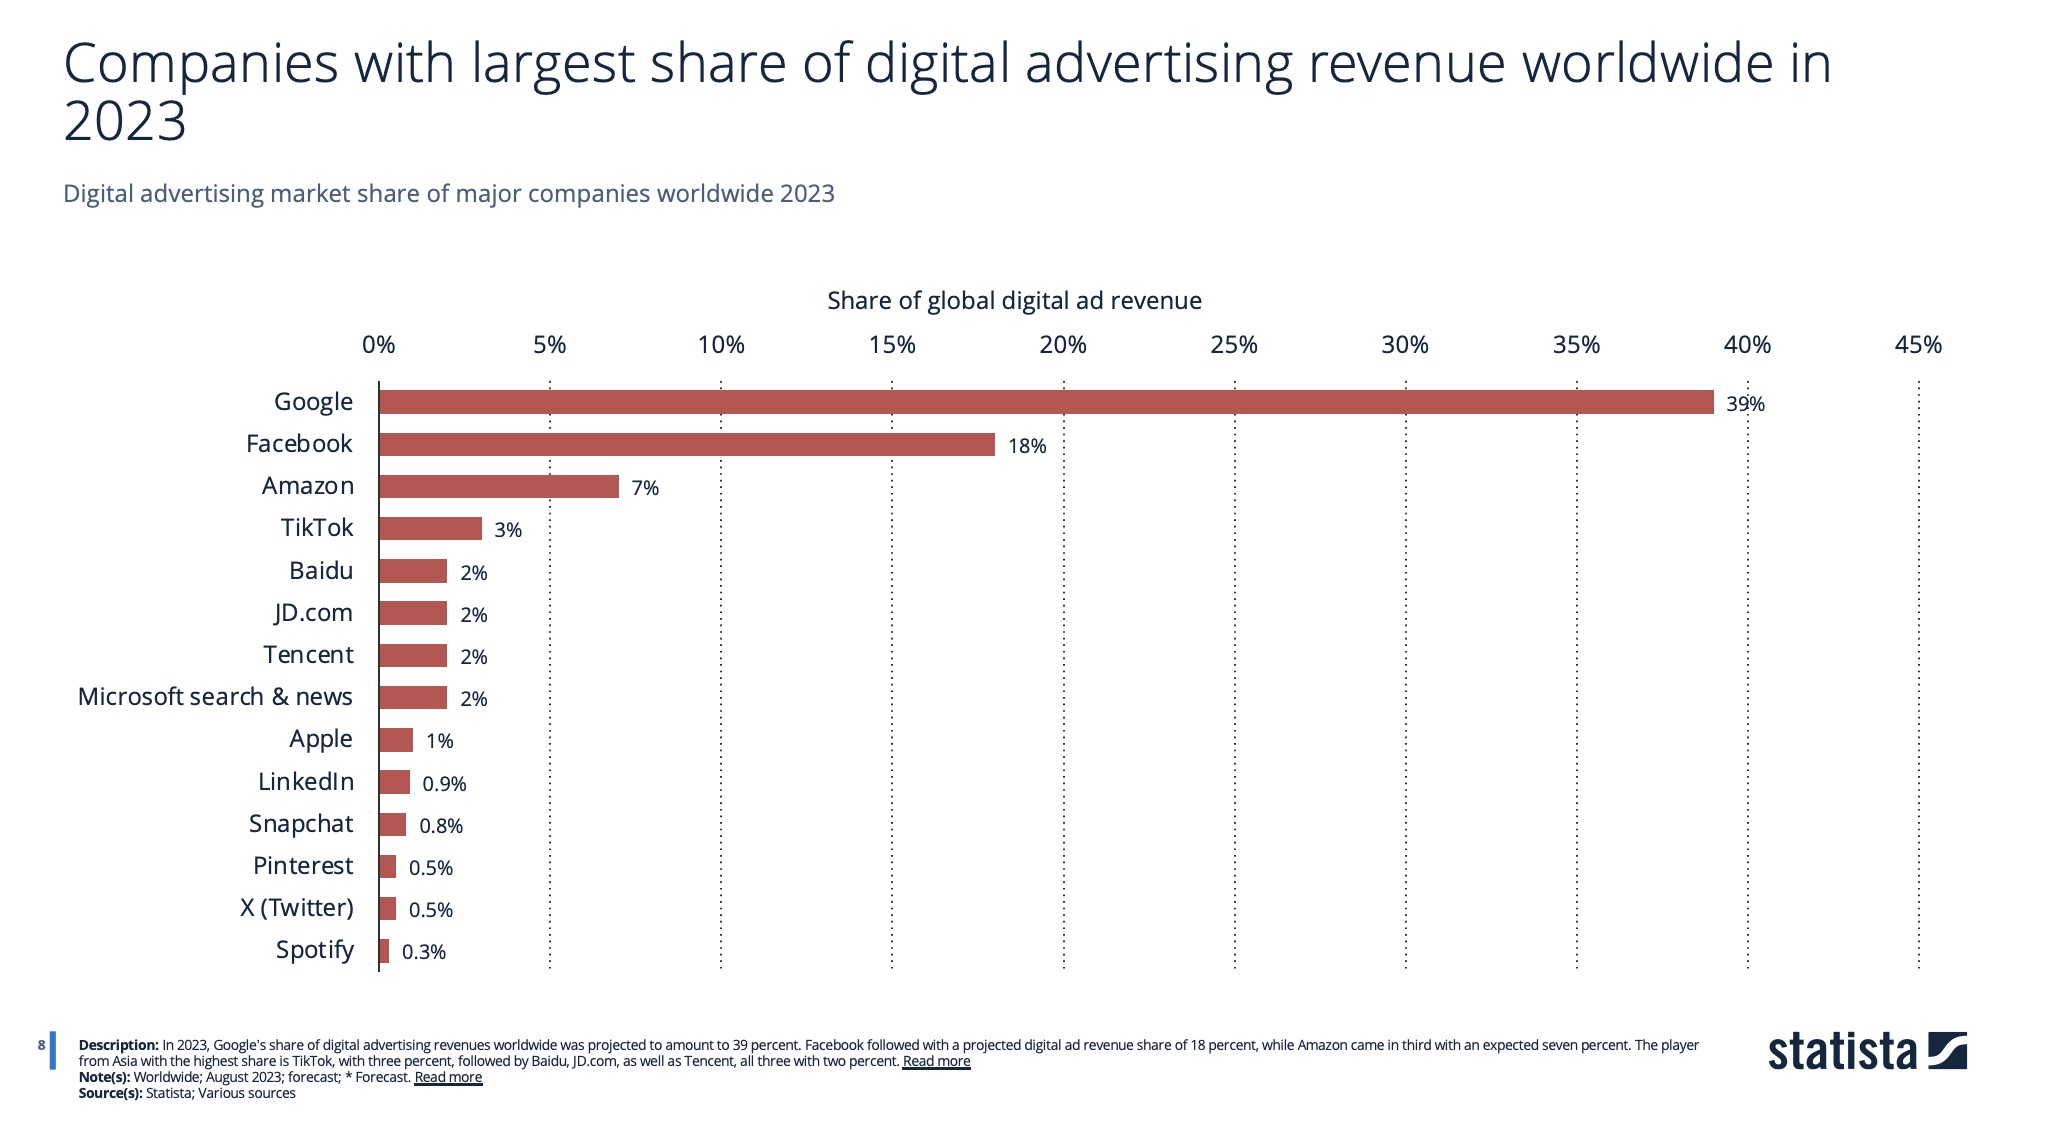 Companies with largest share of digital advertising revenue worldwide in
2023
Digital advertising market share of major companies worldwide 2023
Share of global digital ad revenue
0% 5% 10% 15% 20% 25% 30% 35% 40% 45%
Google 39%
Facebook 18%
Amazon 7%
TikTok 3%
Baidu 2%
JD.com 2%
Tencent 2%
Microsoft search & news 2%
Apple 1%
LinkedIn 0.9%
Snapchat 0.8%
Pinterest 0.5%
X (Twitter) 0.5%
Spotify 0.3%
8
Description: In 2023, Google's share of digital advertising revenues worldwide was projected to amount to 39 percent. Facebook followed with a projected digital ad revenue share of 18 percent, while Amazon came in third with an expected seven percent. The player
from Asia with the highest share is TikTok, with three percent, followed by Baidu, JD.com, as well as Tencent, all three with two percent. Read more
Note(s): Worldwide; August 2023; forecast; * Forecast. Read more
Source(s): Statista; Various sources
statista